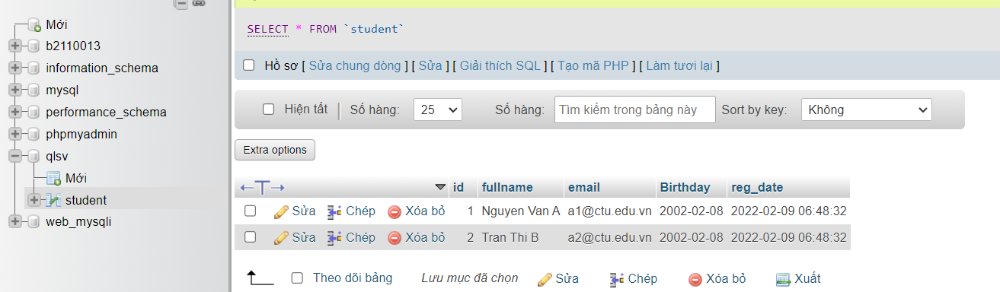 Mới
b2110013
information_schema
mysql
performance_schema
phpmyadmin
qlsv
Mới
student
web_mysqli
SELECT * FROM `student`
Hồ sơ [ Sửa chung dòng ] [ Sửa ] [ Giải thích SQL ] [ Tạo mã PHP ] [ Làm tươi lại ]
Hiện tất Số hàng: 25 Số hàng: Tìm kiếm trong bảng này Sort by key: Không
Extra options
id fullname email Birthday reg_date
Sửa Chép Xóa bỏ 1 Nguyen Van A a1@ctu.edu.vn 2002-02-08 2022-02-09 06:48:32
Sửa Chép Xóa bỏ 2 Tran Thi B a2@ctu.edu.vn 2002-02-08 2022-02-09 06:48:32
Theo dõi bảng Lưu mục đã chọn Sửa Chép Xóa bỏ Xuất